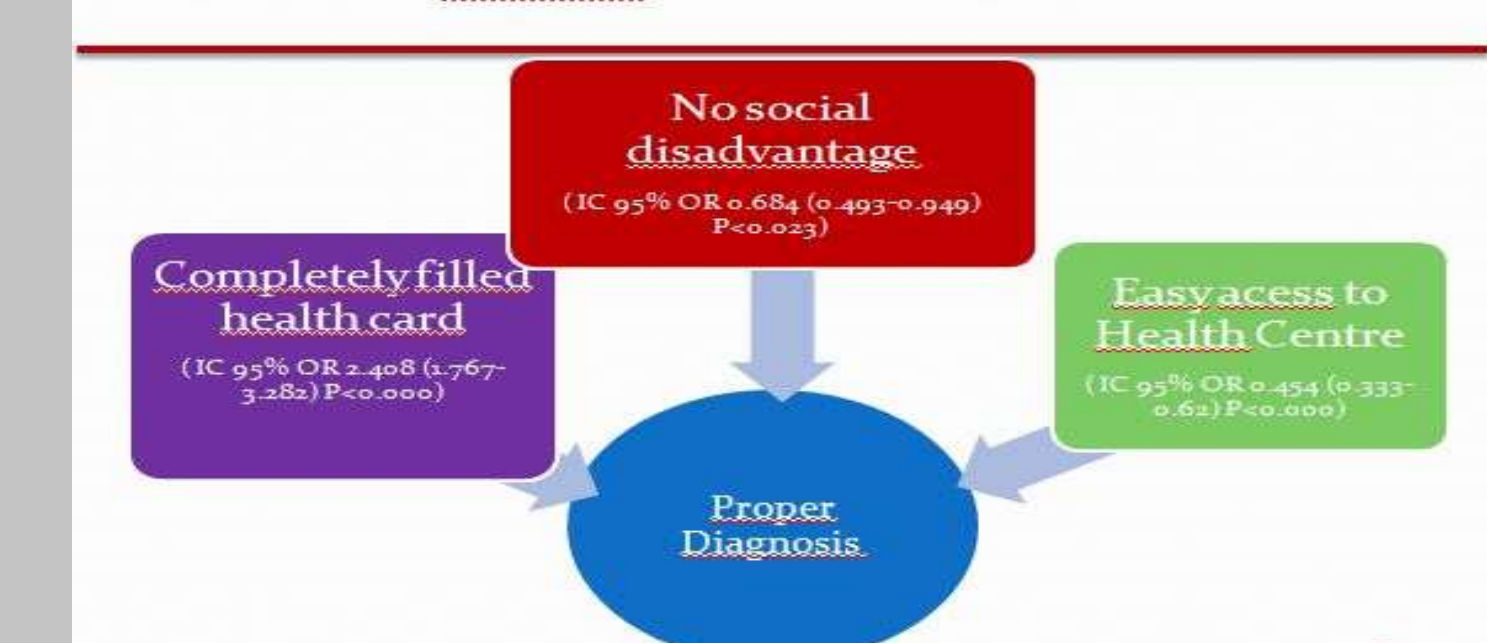 No social
disadvantage
(IC 95% OR 0.684 (0.493-0.949)
P<0.023)
Completely filled
health card
(IC 95% OR 2.408 (1.767-
3.282) P<0.000)
Easy acess to
Health Centre
(IC 95% OR 0.454 (0.333-
0.62) P<0.000)
Proper
Diagnosis